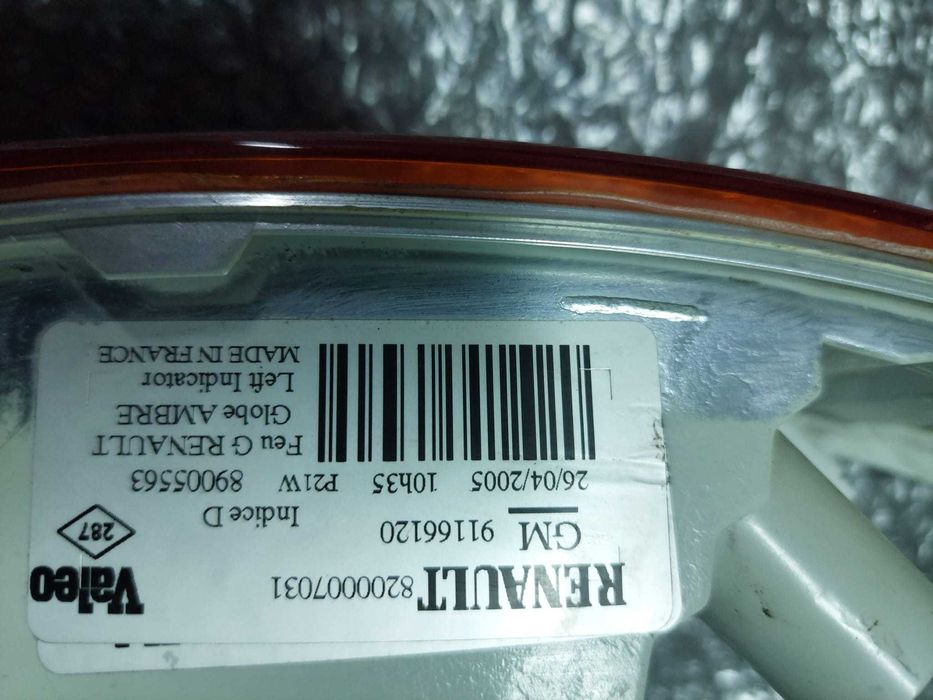 RENAULT 8200007031 Valeo
GM 91166120 287
Indice D
26/04/2005 10h35 P21W 89005563
Feu G RENAULT
Globe AMBRE
Left Indicator
MADE IN FRANCE